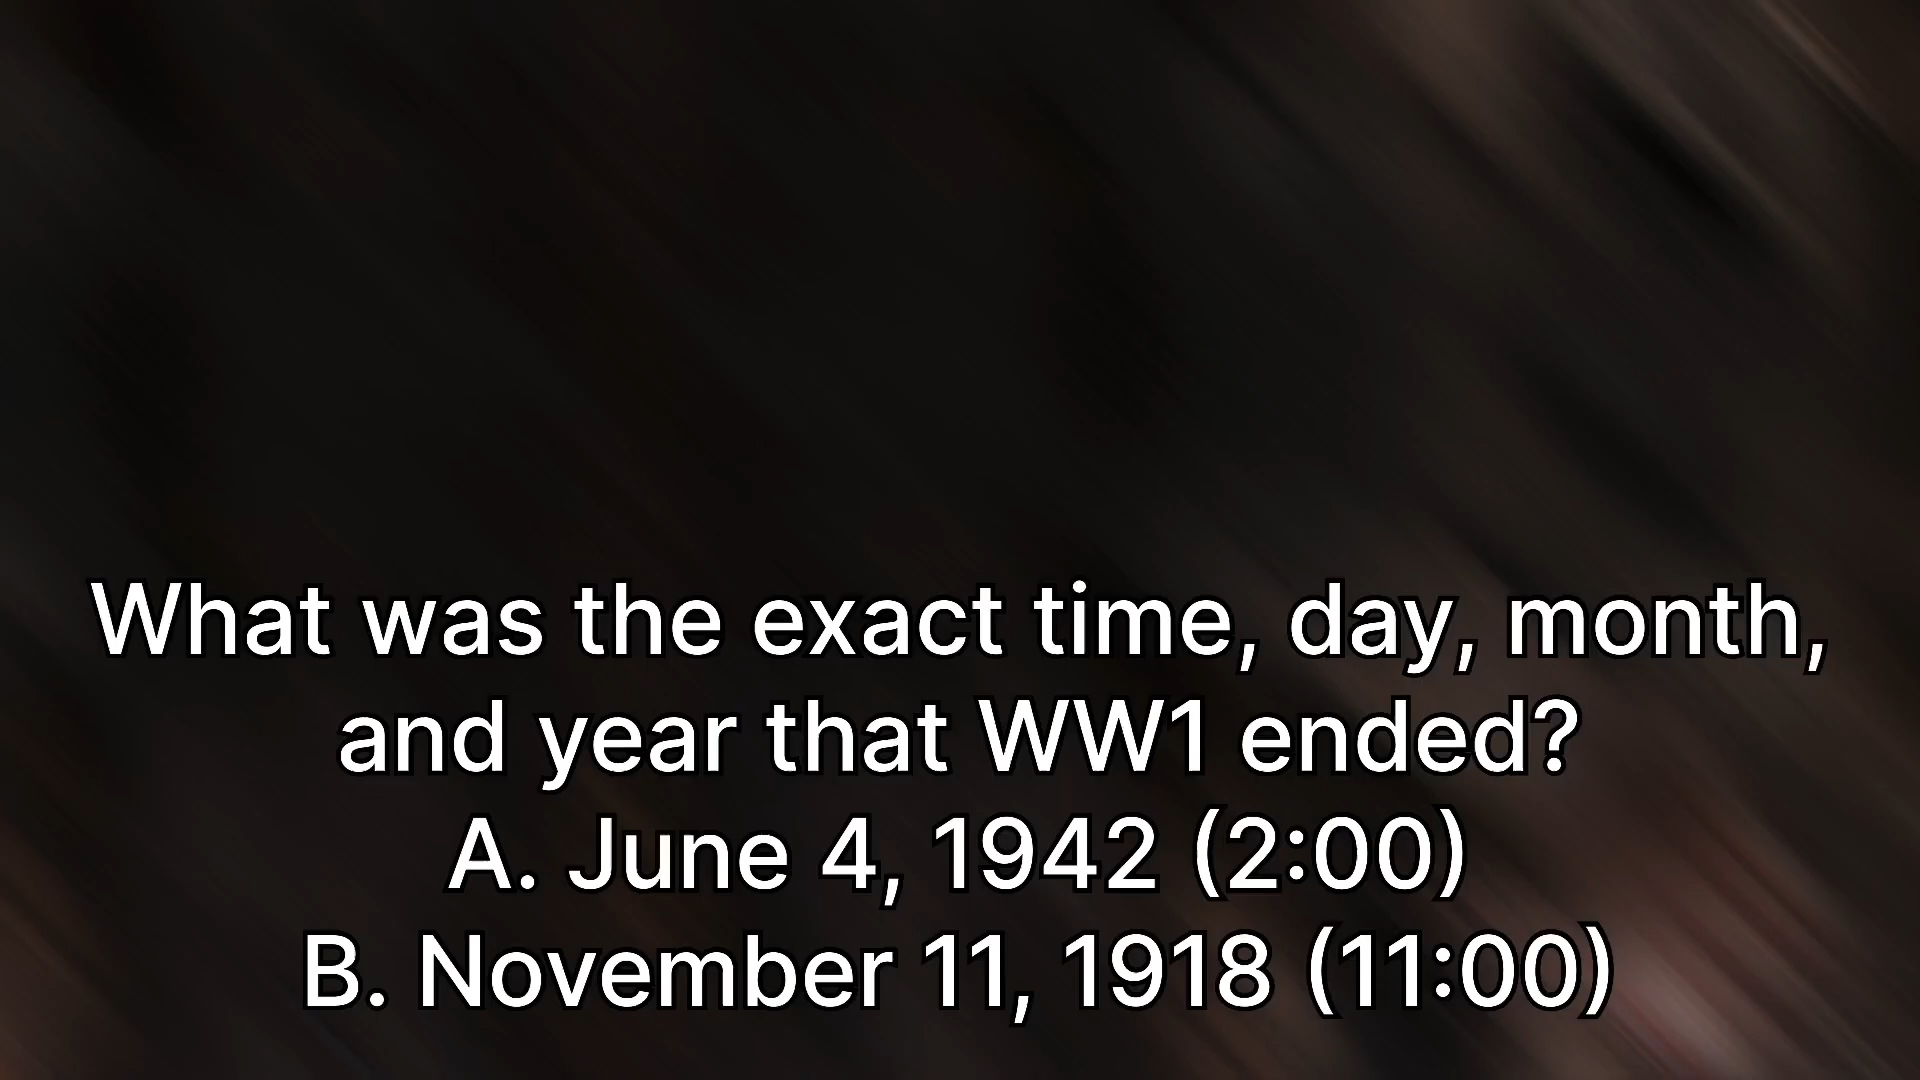 What was the exact time, day, month,
and year that WW1 ended?
A. June 4, 1942 (2:00)
B. November 11, 1918 (11:00)